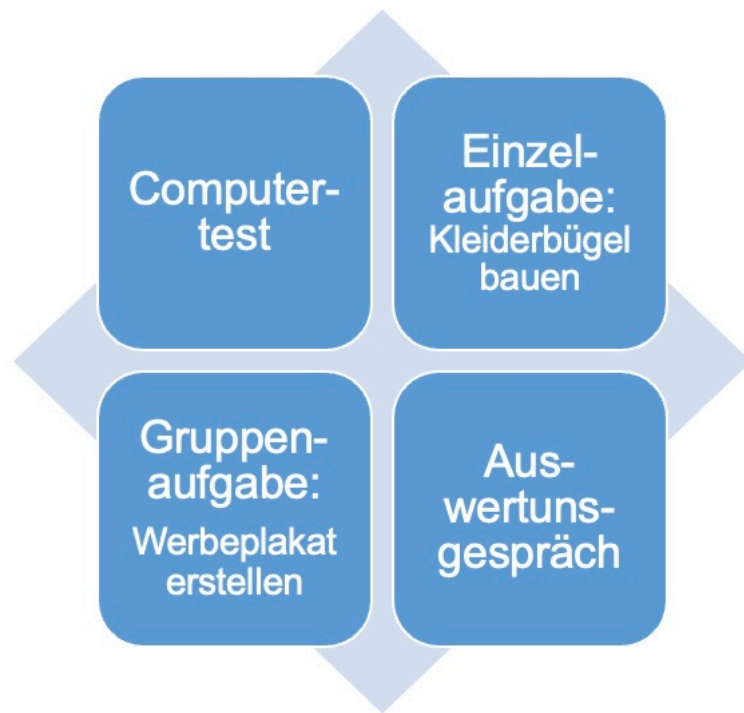 Computer-
test
Einzel-
aufgabe:
Kleiderbügel
bauen
Gruppen-
aufgabe:
Werbeplakat
erstellen
Aus-
wertuns-
gespräch